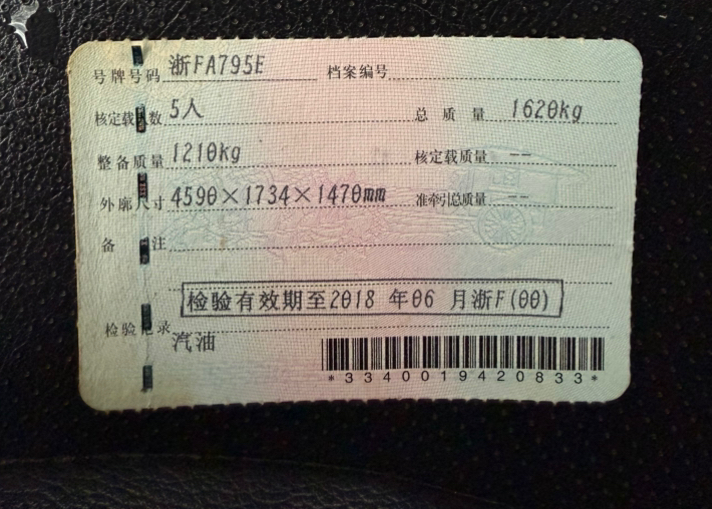 号牌号码 浙FA795E 档案编号
核定载人数 5人 总质量 1620kg
整备质量 1210kg 核定载质量 --
外廓尺寸 4590×1734×1470mm 准牵引总质量 --
备注
检验有效期至2018 年06 月浙F(00)
检验记录
汽油
*3340019420833*